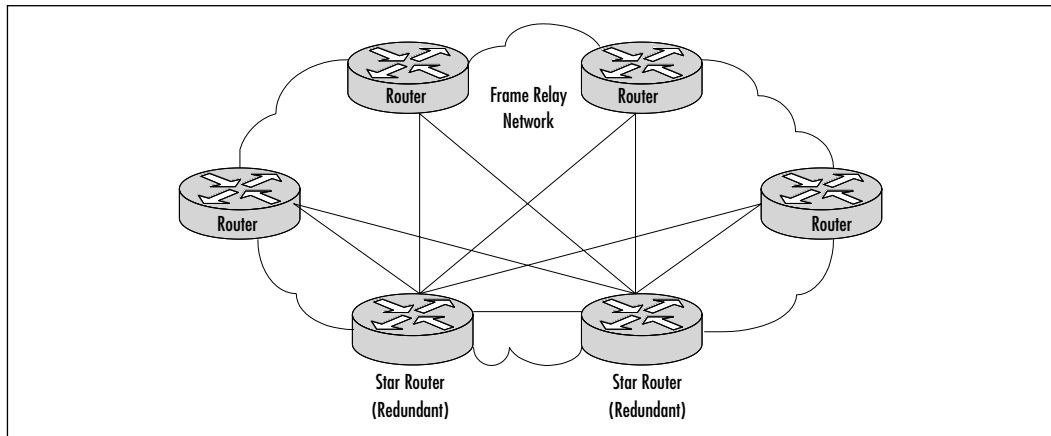 Router
Router
Frame Relay
Network
Router
Router
Star Router
(Redundant)
Star Router
(Redundant)